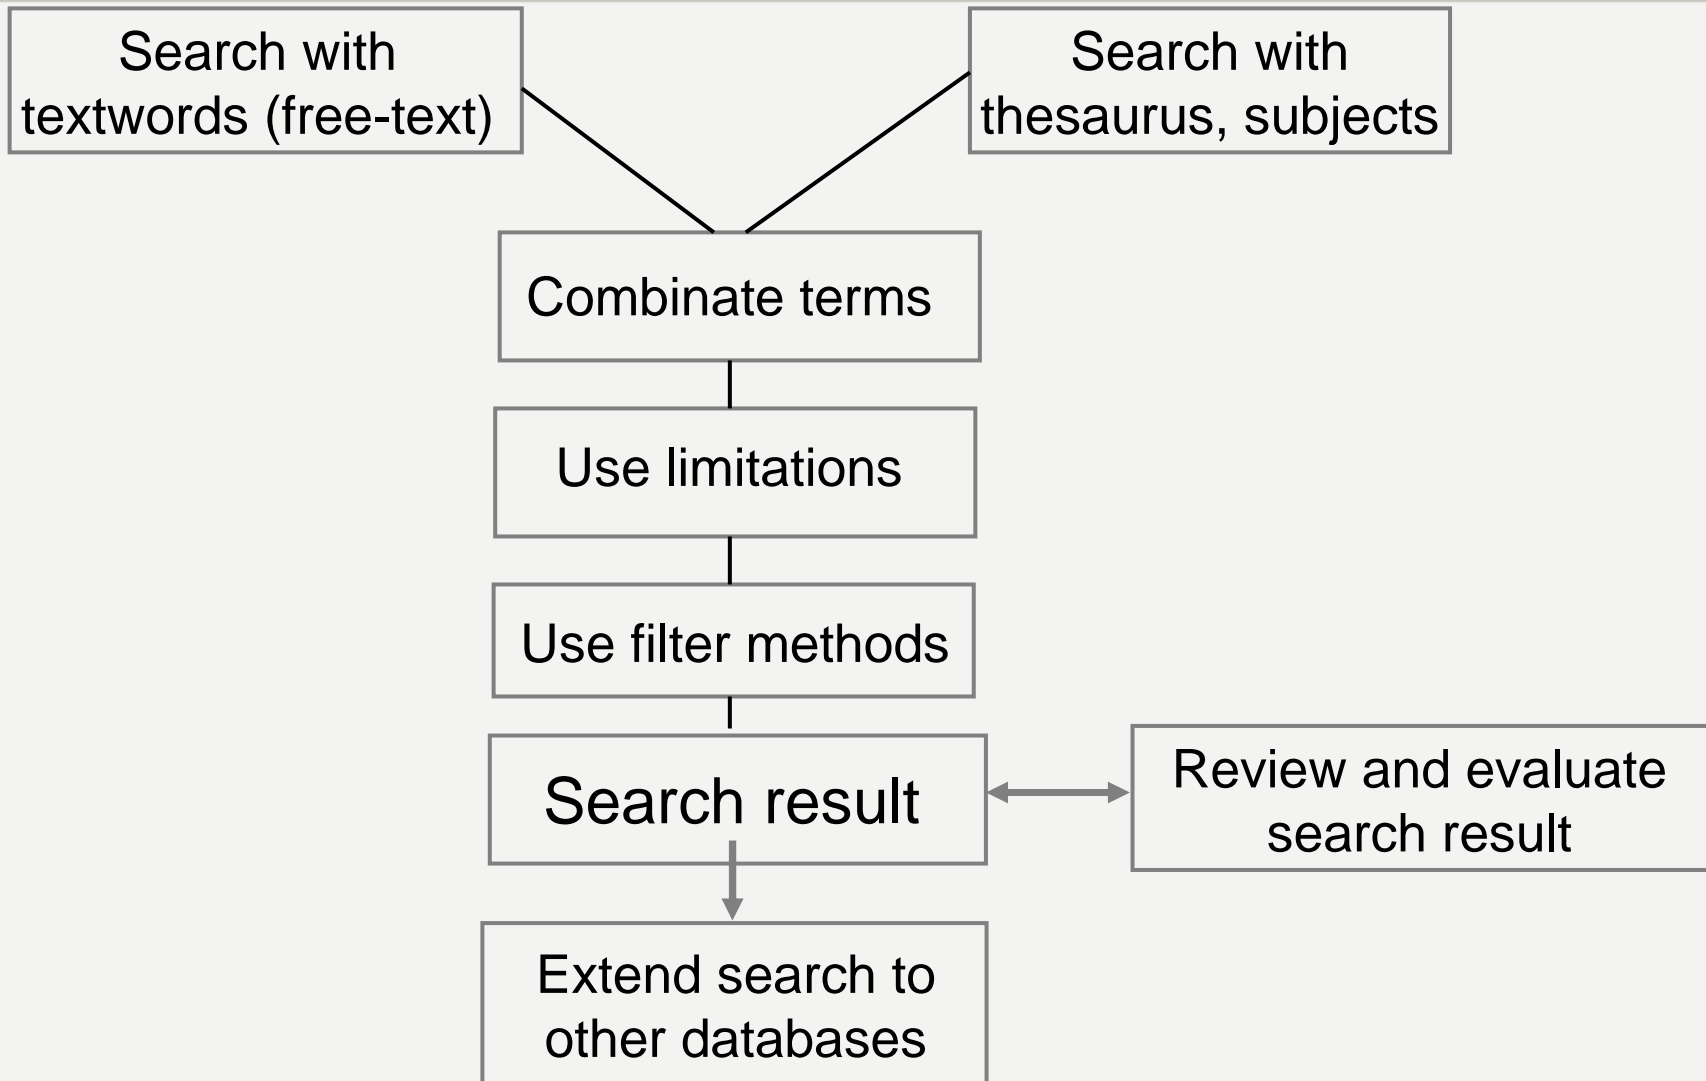 Search with
textwords (free-text)
Search with
thesaurus, subjects
Combinate terms
Use limitations
Use filter methods
Search result
Review and evaluate
search result
Extend search to
other databases